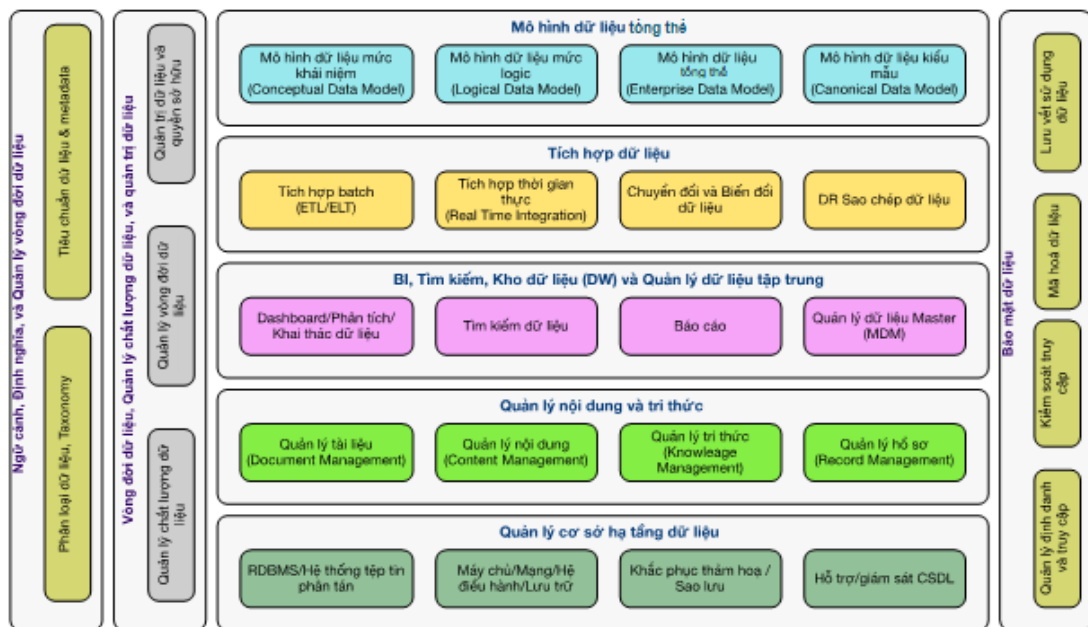 Ngữ cảnh, Định nghĩa, và Quản lý vòng đời dữ liệu
Tiêu chuẩn dữ liệu & metadata
Phân loại dữ liệu, Taxonomy
Vòng đời dữ liệu, Quản lý chất lượng dữ liệu, và quản trị dữ liệu
Quản trị dữ liệu và
quyền sở hữu
Quản lý vòng đời dữ
liệu
Quản lý chất lượng dữ
liệu
Mô hình dữ liệu tổng thể
Mô hình dữ liệu mức
khái niệm
(Conceptual Data Model)
Mô hình dữ liệu mức
logic
(Logical Data Model)
Mô hình dữ liệu
tổng thể
(Enterprise Data Model)
Mô hình dữ liệu kiểu
mẫu
(Canonical Data Model)
Tích hợp dữ liệu
Tích hợp batch
(ETL/ELT)
Tích hợp thời gian
thực
(Real Time Integration)
Chuyển đổi và Biến đổi
dữ liệu
DR Sao chép dữ liệu
BI, Tìm kiếm, Kho dữ liệu (DW) và Quản lý dữ liệu tập trung
Dashboard/Phân tích/
Khai thác dữ liệu
Tìm kiếm dữ liệu
Báo cáo
Quản lý dữ liệu Master
(MDM)
Quản lý nội dung và tri thức
Quản lý tài liệu
(Document Management)
Quản lý nội dung
(Content Management)
Quản lý tri thức
(Knowleage
Management)
Quản lý hồ sơ
(Record Management)
Quản lý cơ sở hạ tầng dữ liệu
RDBMS/Hệ thống tệp tin
phân tán
Máy chủ/Mạng/Hệ
điều hành/Lưu trữ
Khắc phục thảm hoạ /
Sao lưu
Hỗ trợ/giám sát CSDL
Bảo mật dữ liệu
Lưu vết sử dụng
dữ liệu
Mã hoá dữ liệu
Kiểm soát truy
cập
Quản lý định danh
và truy cập